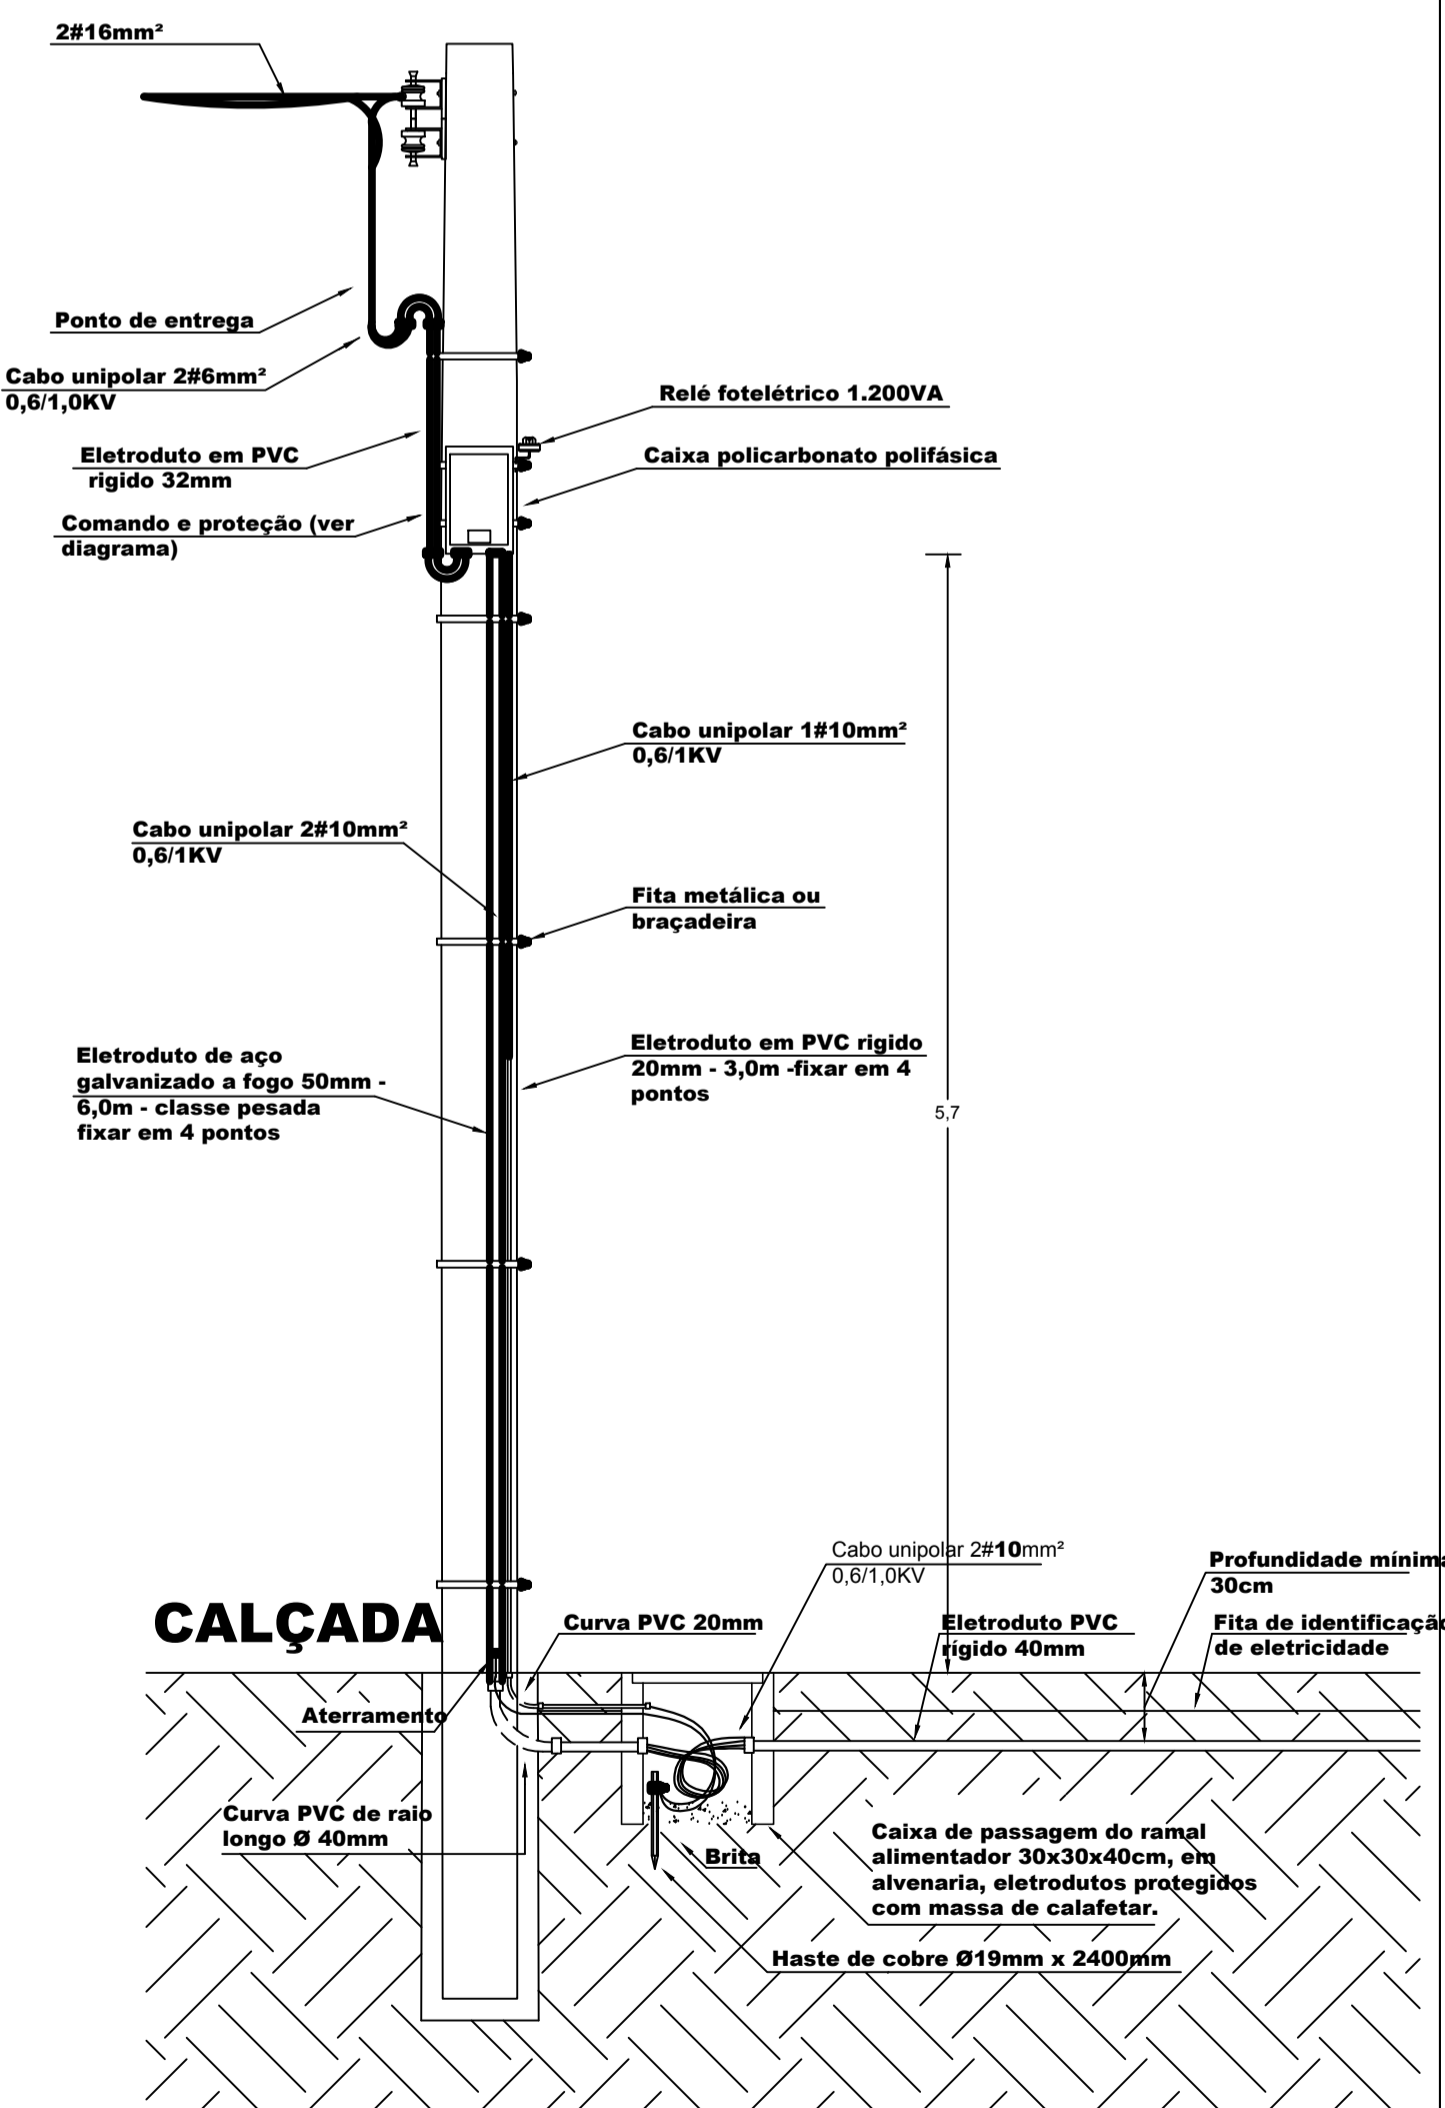 2#16mm²
Ponto de entrega
Cabo unipolar 2#6mm²
0,6/1,0KV
Relé fotelétrico 1.200VA
Eletroduto em PVC
rigido 32mm
Caixa policarbonato polifásica
Comando e proteção (ver
diagrama)
Cabo unipolar 1#10mm²
0,6/1KV
Cabo unipolar 2#10mm²
0,6/1KV
Fita metálica ou
braçadeira
Eletroduto de aço
galvanizado a fogo 50mm -
6,0m - classe pesada
fixar em 4 pontos
Eletroduto em PVC rigido
20mm - 3,0m -fixar em 4
pontos
5,7
Cabo unipolar 2#10mm²
0,6/1,0KV
Profundidade mínima
30cm
CALÇADA
Curva PVC 20mm
Eletroduto PVC
rígido 40mm
Fita de identificação
de eletricidade
Aterramento
Curva PVC de raio
longo Ø 40mm
Brita
Caixa de passagem do ramal
alimentador 30x30x40cm, em
alvenaria, eletrodutos protegidos
com massa de calafetar.
Haste de cobre Ø19mm x 2400mm